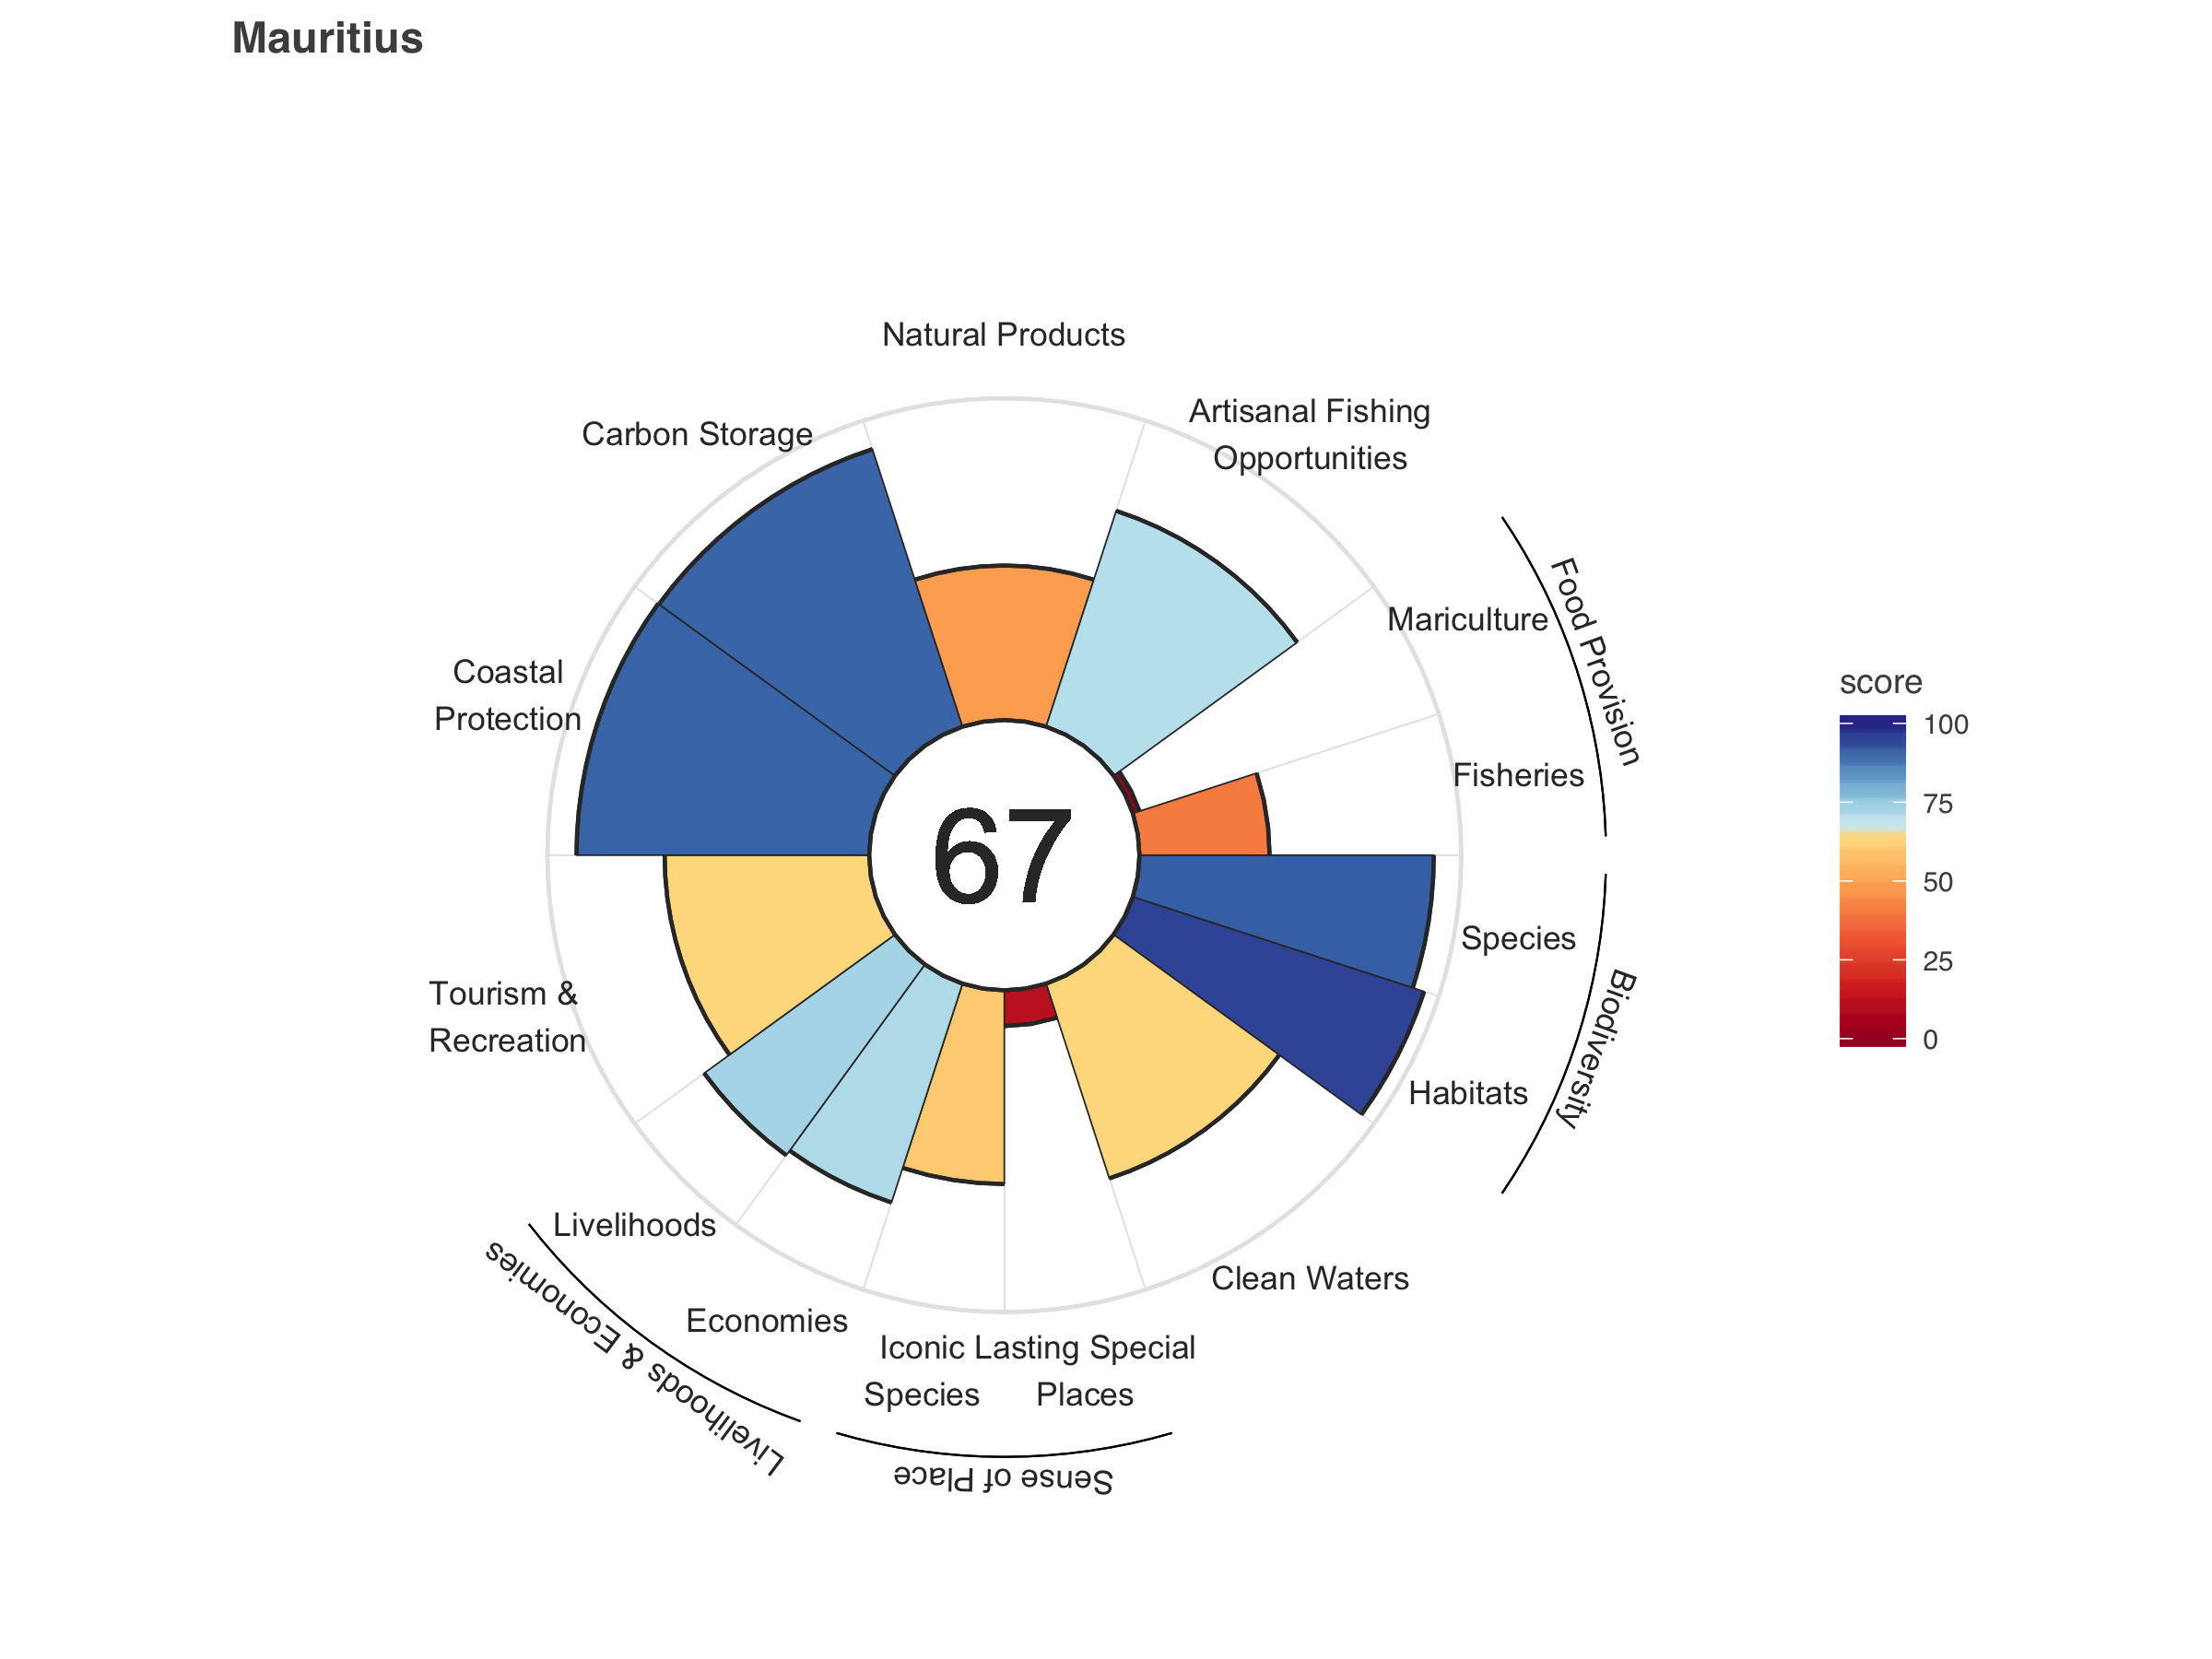 Mauritius
Natural Products
Artisanal Fishing
Opportunities
Carbon Storage
Mariculture
Food Provision
Coastal
Protection
Fisheries
67
Species
Biodiversity
Tourism &
Recreation
Habitats
Livelihoods
Clean Waters
Economies
Livelihoods & Economies
Iconic
Species
Lasting Special
Places
Sense of Place
score
100
75
50
25
0